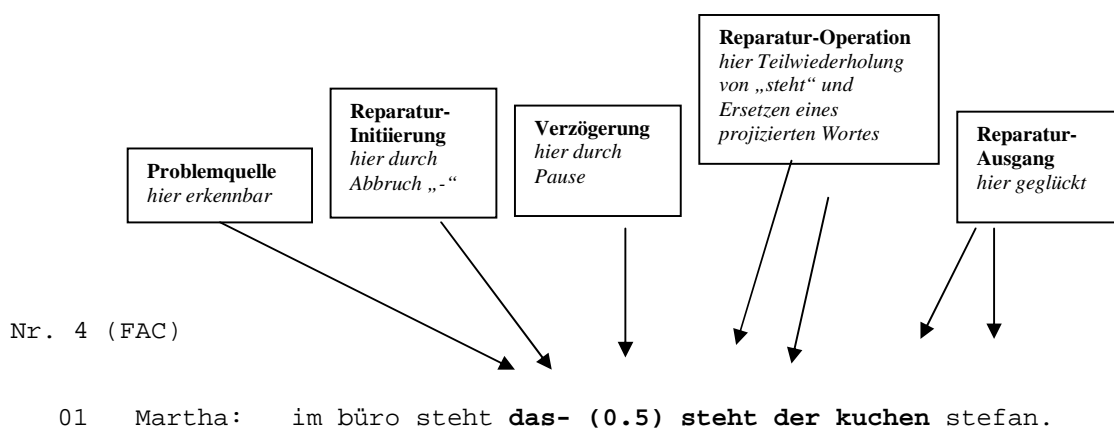 Problemquelle
hier erkennbar
Reparatur-
Initiierung
hier durch
Abbruch „-“
Verzögerung
hier durch
Pause
Reparatur-Operation
hier Teilwiederholung
von „steht“ und
Ersetzen eines
projizierten Wortes
Reparatur-
Ausgang
hier geglückt
Nr. 4 (FAC)
01 Martha: im büro steht das- (0.5) steht der kuchen stefan.